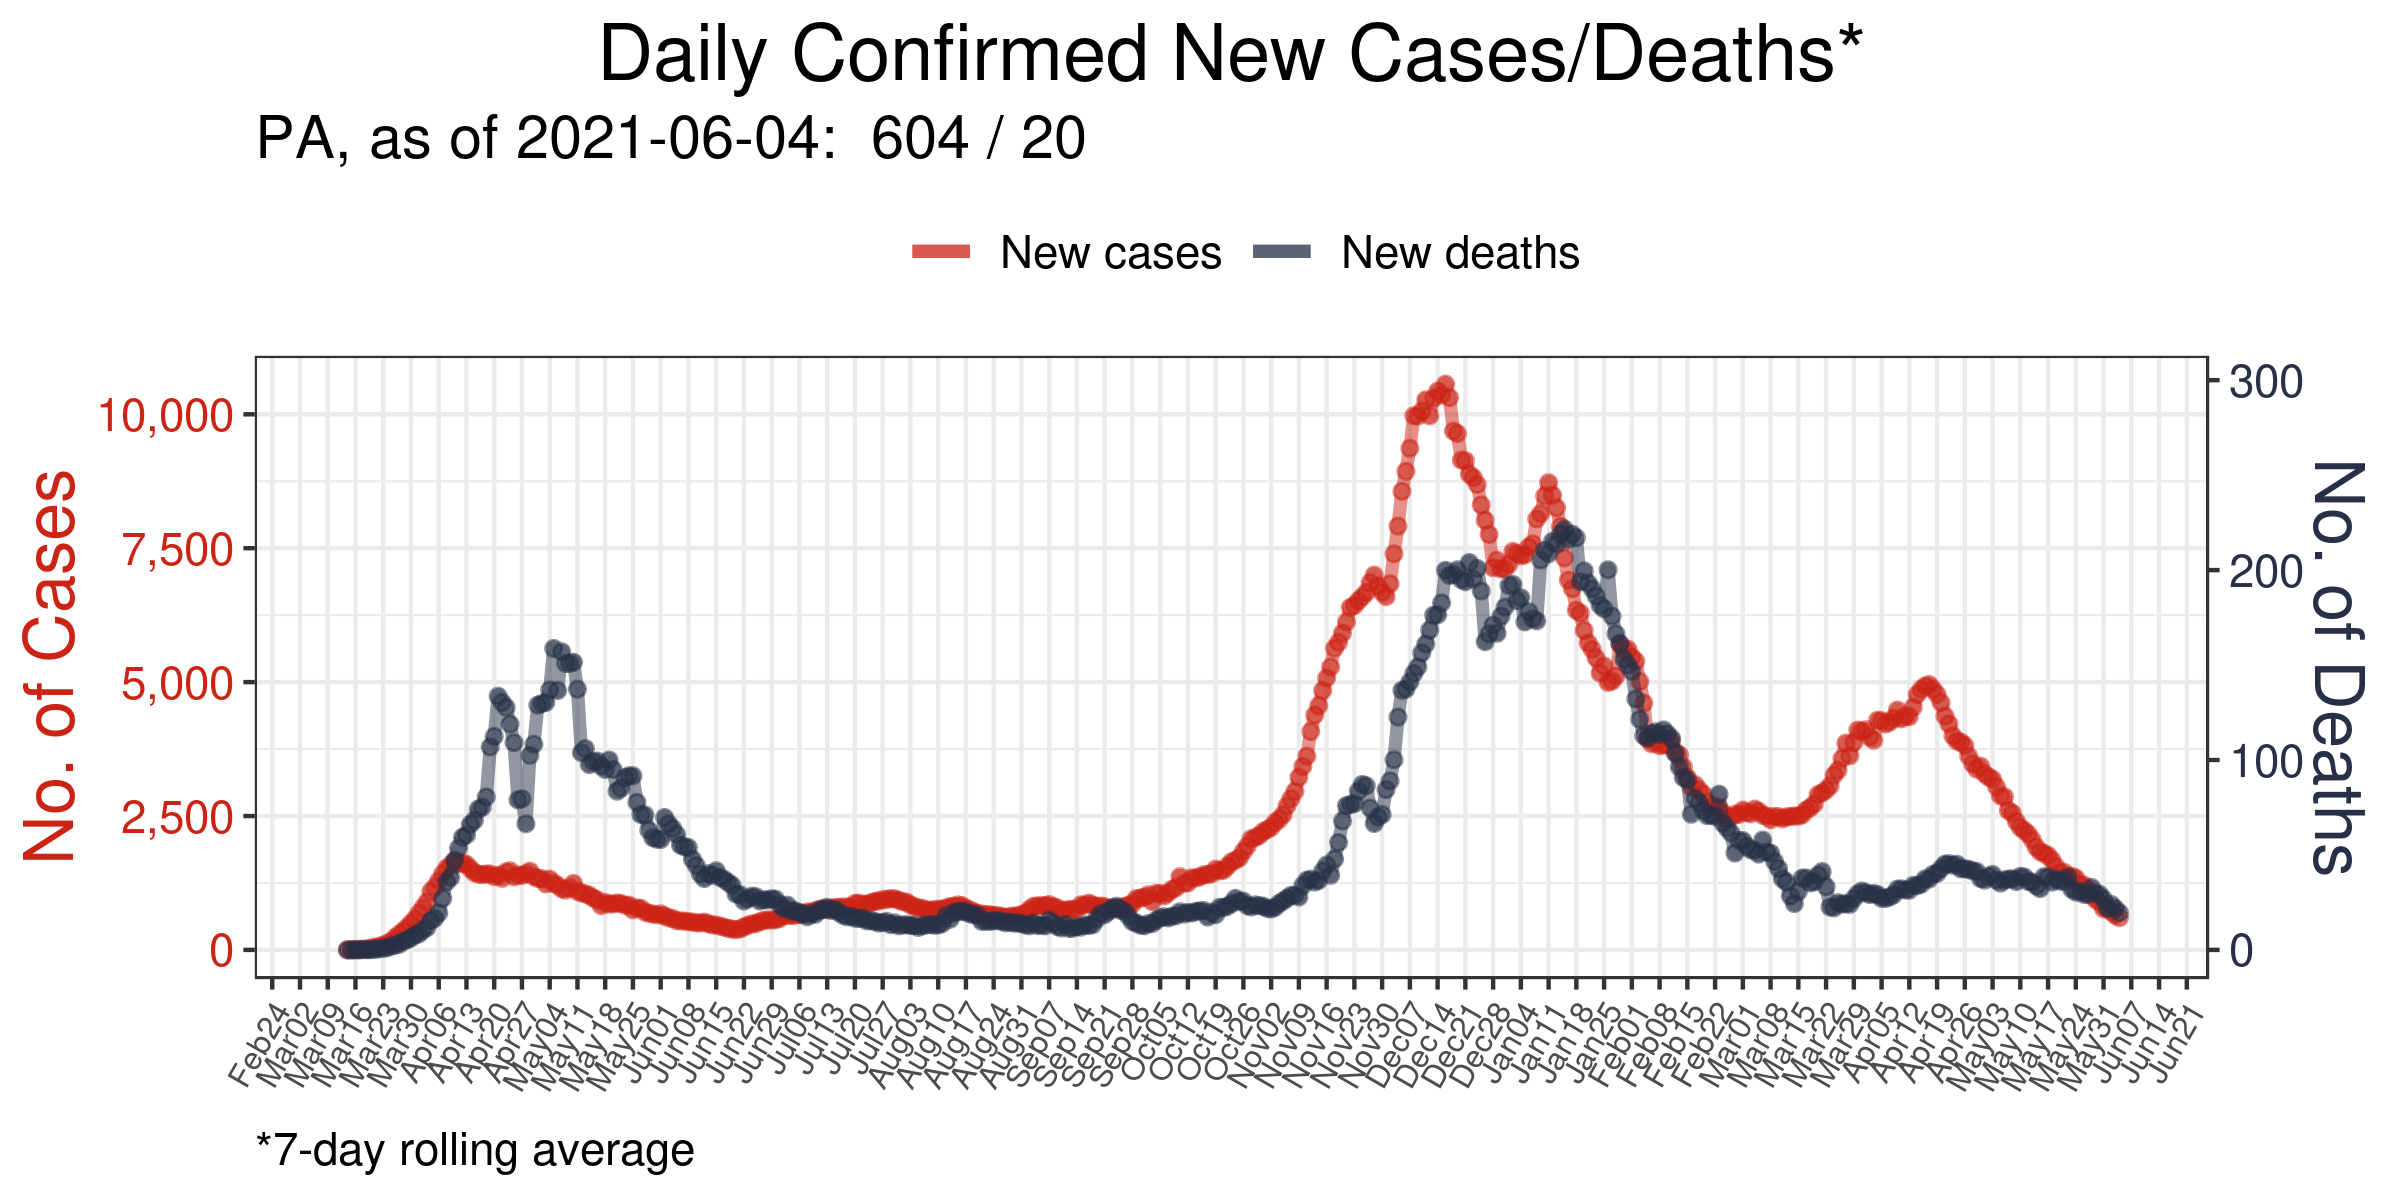 Daily Confirmed New Cases/Deaths*
PA, as of 2021-06-04:  604 / 20
New cases
New deaths
No. of Cases
10,000
7,500
5,000
2,500
0
300
200
100
0
No. of Deaths
Feb24
Mar02
Mar09
Mar16
Mar23
Mar30
Apr06
Apr13
Apr20
Apr27
May04
May11
May18
May25
Jun01
Jun08
Jun15
Jun22
Jun29
Jul06
Jul13
Jul20
Jul27
Aug03
Aug10
Aug17
Aug24
Aug31
Sep07
Sep14
Sep21
Sep28
Oct05
Oct12
Oct19
Oct26
Nov02
Nov09
Nov16
Nov23
Nov30
Dec07
Dec14
Dec21
Dec28
Jan04
Jan11
Jan18
Jan25
Feb01
Feb08
Feb15
Feb22
Mar01
Mar08
Mar15
Mar22
Mar29
Apr05
Apr12
Apr19
Apr26
May03
May10
May17
May24
May31
Jun07
Jun14
Jun21
*7-day rolling average